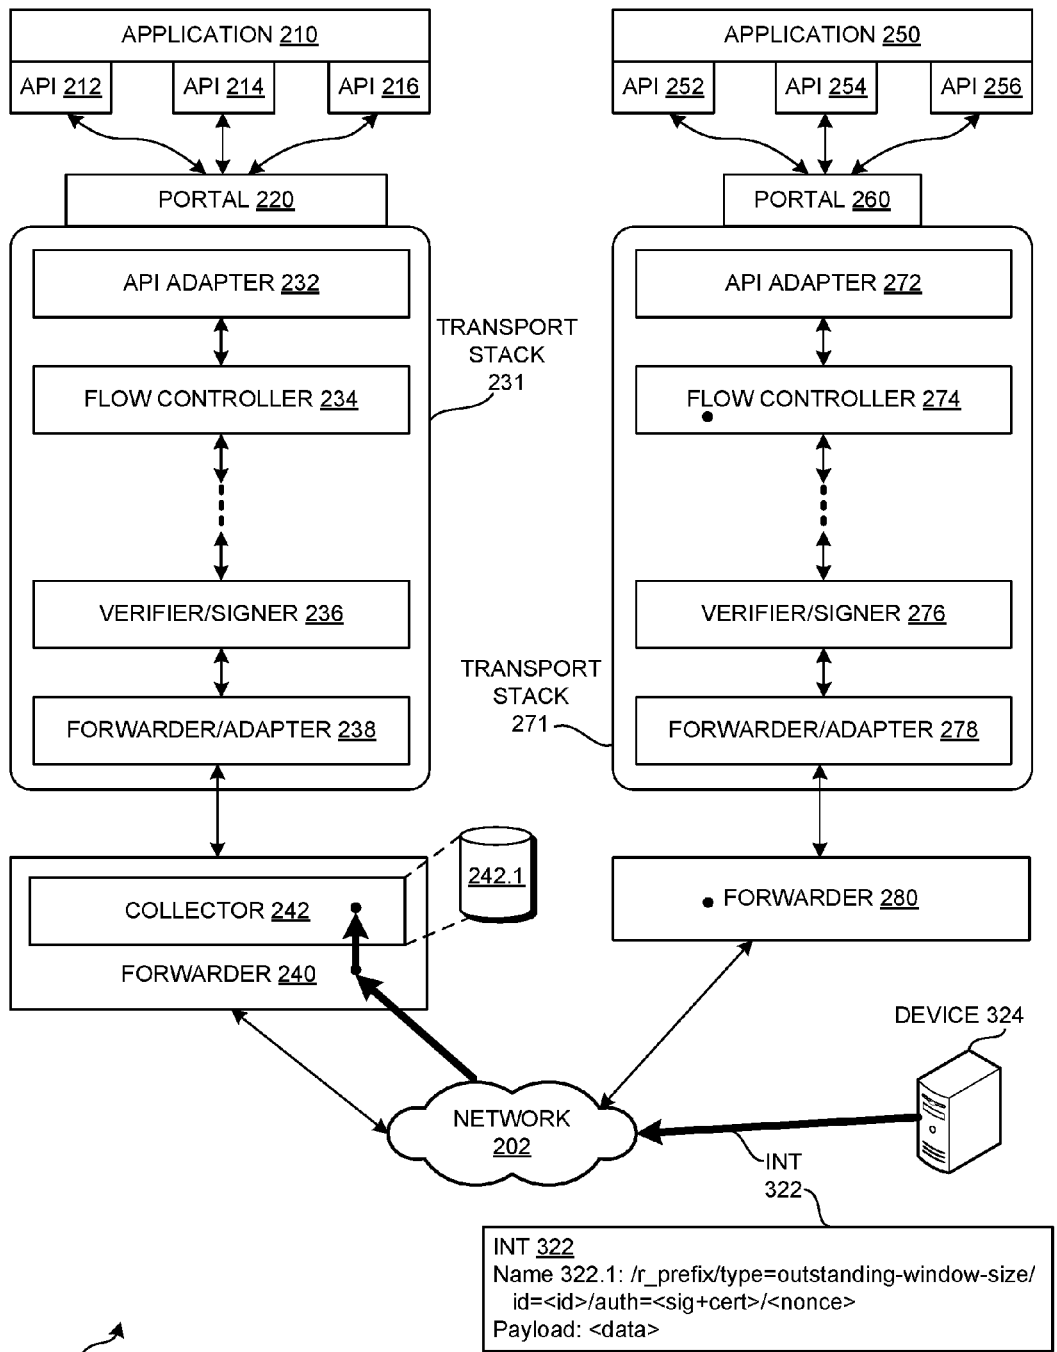 APPLICATION 210
API 212
API 214
API 216
PORTAL 220
API ADAPTER 232
FLOW CONTROLLER 234
VERIFIER/SIGNER 236
FORWARDER/ADAPTER 238
TRANSPORT
STACK
231
COLLECTOR 242
FORWARDER 240
242.1
APPLICATION 250
API 252
API 254
API 256
PORTAL 260
API ADAPTER 272
FLOW CONTROLLER 274
VERIFIER/SIGNER 276
FORWARDER/ADAPTER 278
TRANSPORT
STACK
271
FORWARDER 280
DEVICE 324
NETWORK
202
INT
322
INT 322
Name 322.1: /r_prefix/type=outstanding-window-size/
id=<id>/auth=<sig+cert>/<nonce>
Payload: <data>